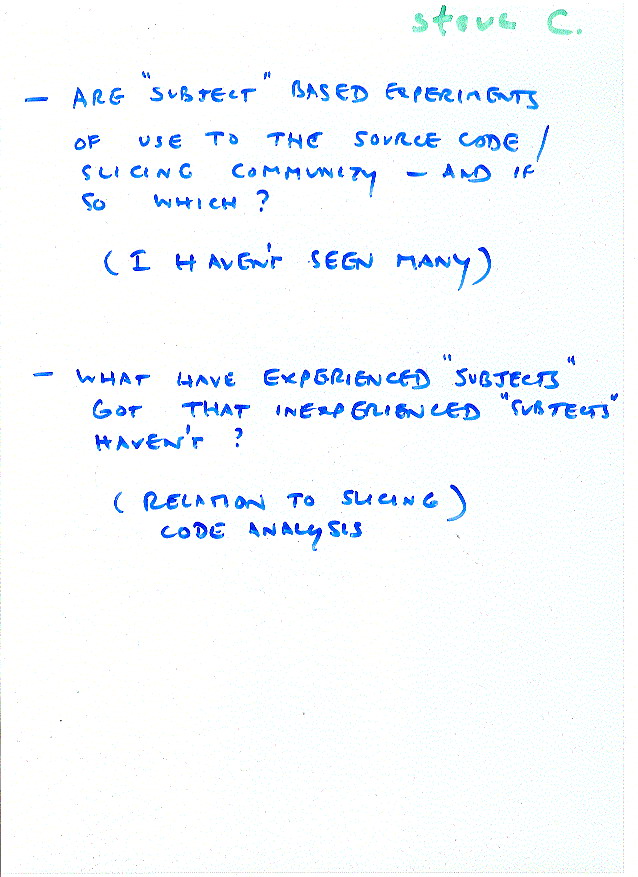 Steve C.
- ARE "SUBJECT" BASED EXPERIMENTS
OF USE TO THE SOURCE CODE /
SLICING COMMUNITY - AND IF
SO WHICH ?
(I HAVEN'T SEEN MANY)
- WHAT HAVE EXPERIENCED "SUBJECTS"
GOT THAT INEXPERIENCED "SUBJECTS"
HAVEN'T ?
( RELATION TO SLICING )
CODE ANALYSIS